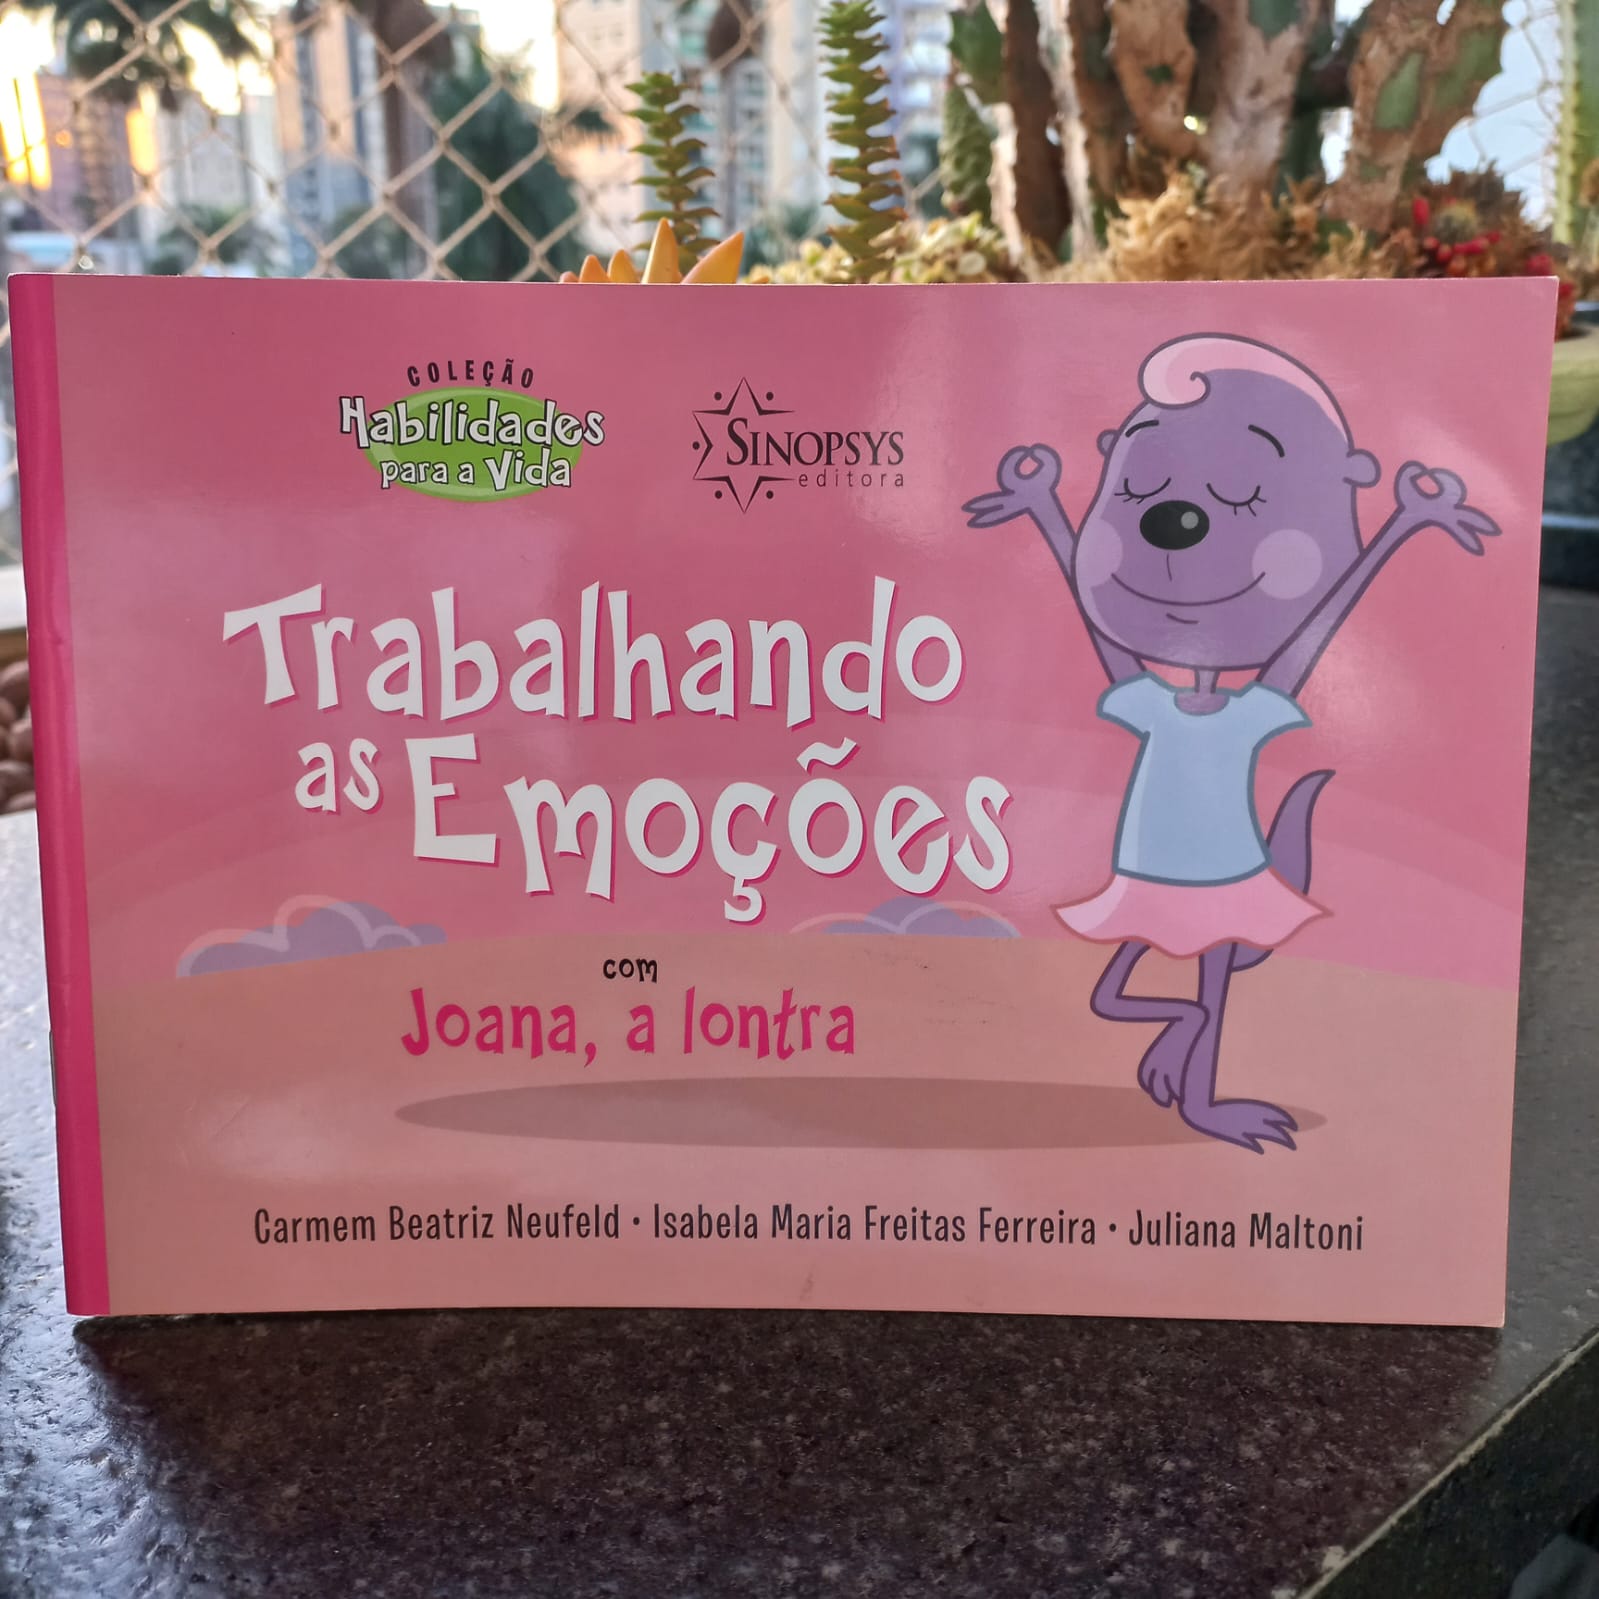 COLEÇÃO
Habilidades
para a Vida
SINOPSYS
editora
Trabalhando
as Emoções
com
Joana, a lontra
Carmem Beatriz Neufeld • Isabela Maria Freitas Ferreira • Juliana Maltoni